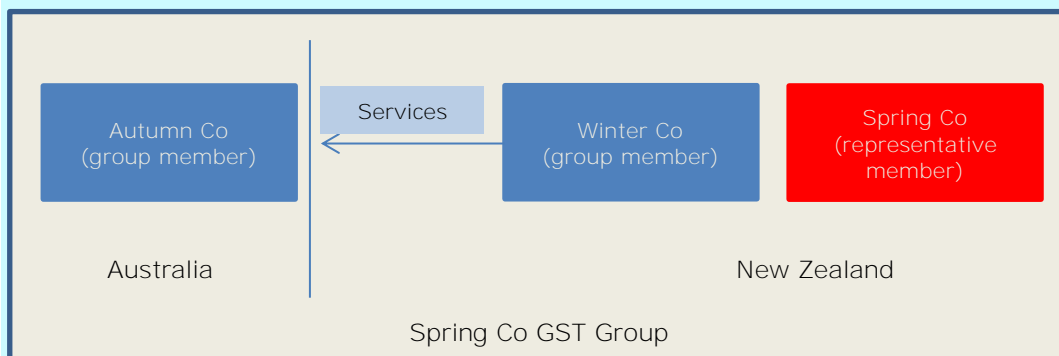 Autumn Co
(group member)
Services
Winter Co
(group member)
Spring Co
(representative
member)
Australia
New Zealand
Spring Co GST Group